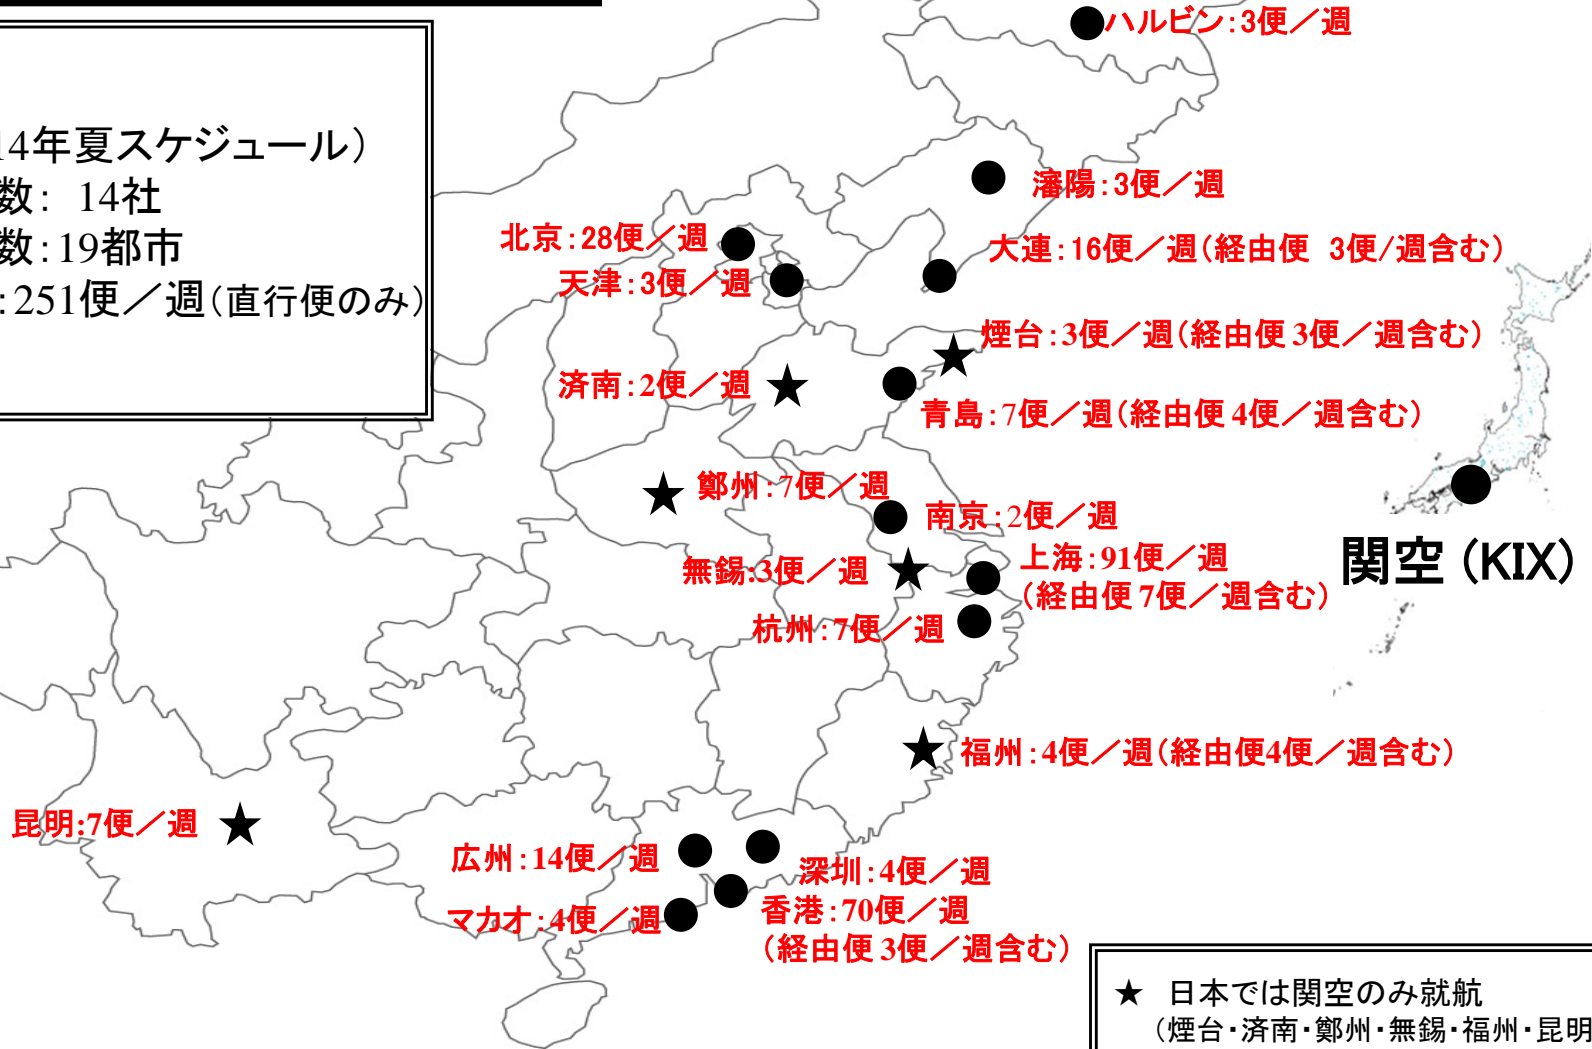 ハルビン:3便／週
14年夏スケジュール）
数： 14社
数：19都市
：251便／週（直行便のみ）
瀋陽：3便／週
北京：28便／週
大連：16便／週（経由便 3便/週含む）
天津：3便／週
煙台：3便／週（経由便 3便／週含む）
済南：2便／週
青島：7便／週（経由便 4便／週含む）
鄭州：7便／週
南京：2便／週
上海：91便／週
（経由便 7便／週含む）
関空（KIX）
無錫:3便／週
杭州：7便／週
福州：4便／週（経由便4便／週含む）
昆明:7便／週
広州：14便／週
深圳：4便／週
マカオ：4便／週
香港：70便／週
（経由便 3便／週含む）
★ 日本では関空のみ就航
（煙台・済南・鄭州・無錫・福州・昆明